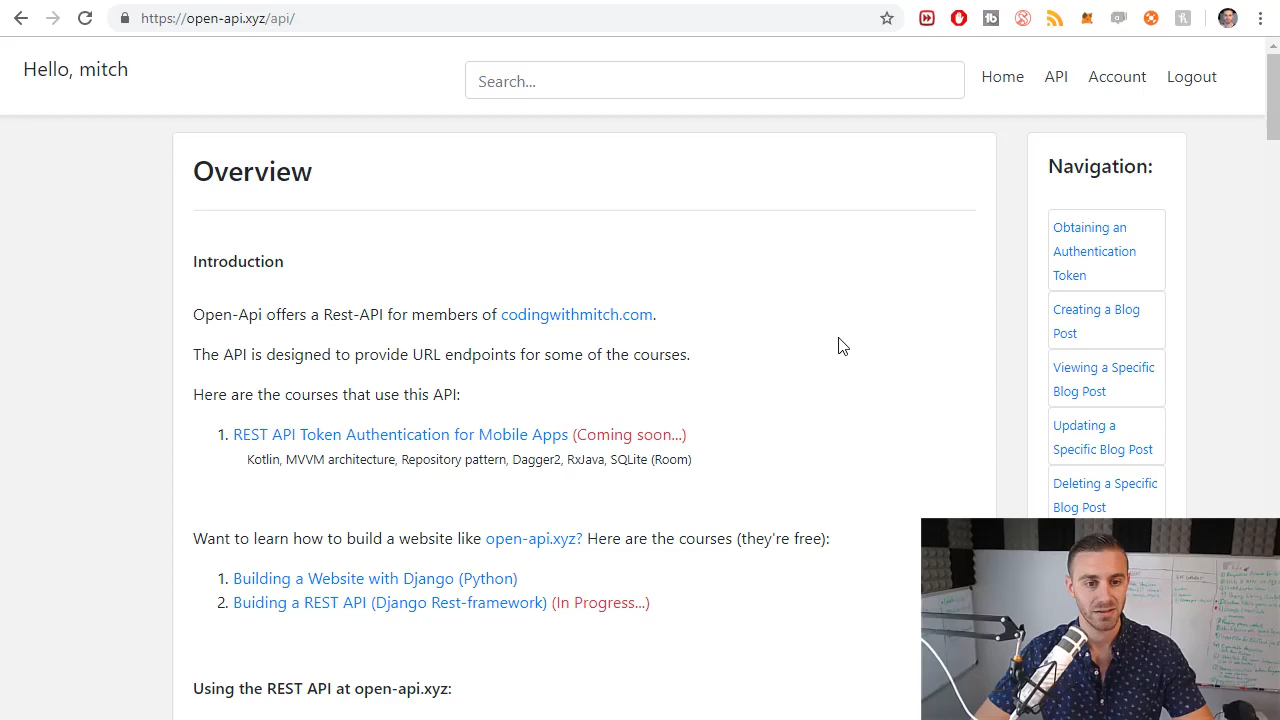 https://open-api.xyz/api/
Hello, mitch
Search...
Home
API
Account
Logout
Overview
Introduction
Open-Api offers a Rest-API for members of codingwithmitch.com.
The API is designed to provide URL endpoints for some of the courses.
Here are the courses that use this API:
1. REST API Token Authentication for Mobile Apps (Coming soon...)
Kotlin, MVVM architecture, Repository pattern, Dagger2, RxJava, SQLite (Room)
Want to learn how to build a website like open-api.xyz? Here are the courses (they're free):
1. Building a Website with Django (Python)
2. Buiding a REST API (Django Rest-framework) (In Progress...)
Using the REST API at open-api.xyz:
Navigation:
Obtaining an
Authentication
Token
Creating a Blog
Post
Viewing a Specific
Blog Post
Updating a
Specific Blog Post
Deleting a Specific
Blog Post